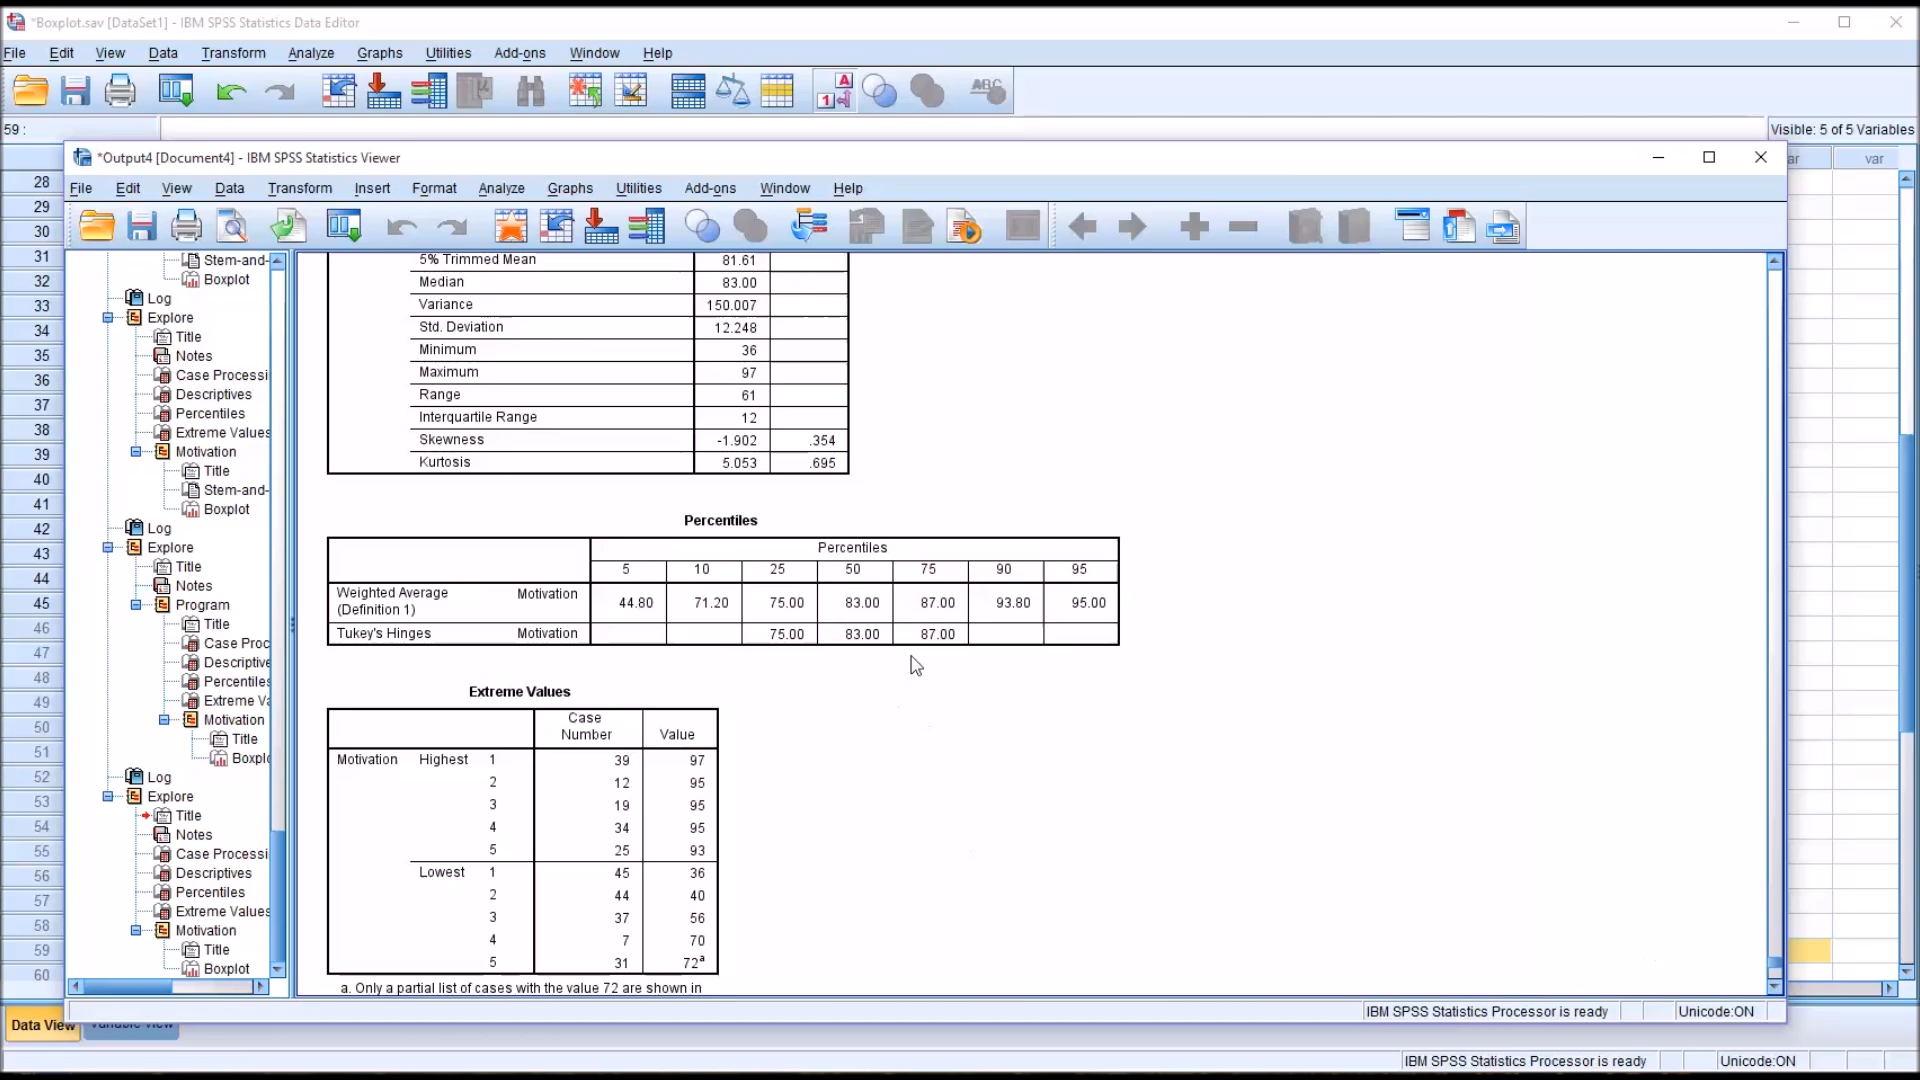 *Boxplot.sav [DataSet1] - IBM SPSS Statistics Data Editor
File Edit View Data Transform Analyze Graphs Utilities Add-ons Window Help
59 :
Visible: 5 of 5 Variables
var
*Output4 [Document4] - IBM SPSS Statistics Viewer
File Edit View Data Transform Insert Format Analyze Graphs Utilities Add-ons Window Help
28
29
30
31
32
33
34
35
36
37
38
39
40
41
42
43
44
45
46
47
48
49
50
51
52
53
54
55
56
57
58
59
60
Stem-and-
Boxplot
Log
Explore
Title
Notes
Case Processi
Descriptives
Percentiles
Extreme Values
Motivation
Title
Stem-and-
Boxplot
Log
Explore
Title
Notes
Program
Title
Case Proc
Descriptive
Percentiles
Extreme Va
Motivation
Title
Boxplo
Log
Explore
Title
Notes
Case Processi
Descriptives
Percentiles
Extreme Values
Motivation
Title
Boxplot
5% Trimmed Mean 81.61
Median 83.00
Variance 150.007
Std. Deviation 12.248
Minimum 36
Maximum 97
Range 61
Interquartile Range 12
Skewness -1.902 .354
Kurtosis 5.053 .695
Percentiles
Percentiles
5 10 25 50 75 90 95
Weighted Average
(Definition 1) Motivation 44.80 71.20 75.00 83.00 87.00 93.80 95.00
Tukey's Hinges Motivation 75.00 83.00 87.00
Extreme Values
Case
Number Value
Motivation Highest 1 39 97
2 12 95
3 19 95
4 34 95
5 25 93
Lowest 1 45 36
2 44 40
3 37 56
4 7 70
5 31 72a
a. Only a partial list of cases with the value 72 are shown in
IBM SPSS Statistics Processor is ready Unicode:ON
Data View Variable View
IBM SPSS Statistics Processor is ready Unicode:ON